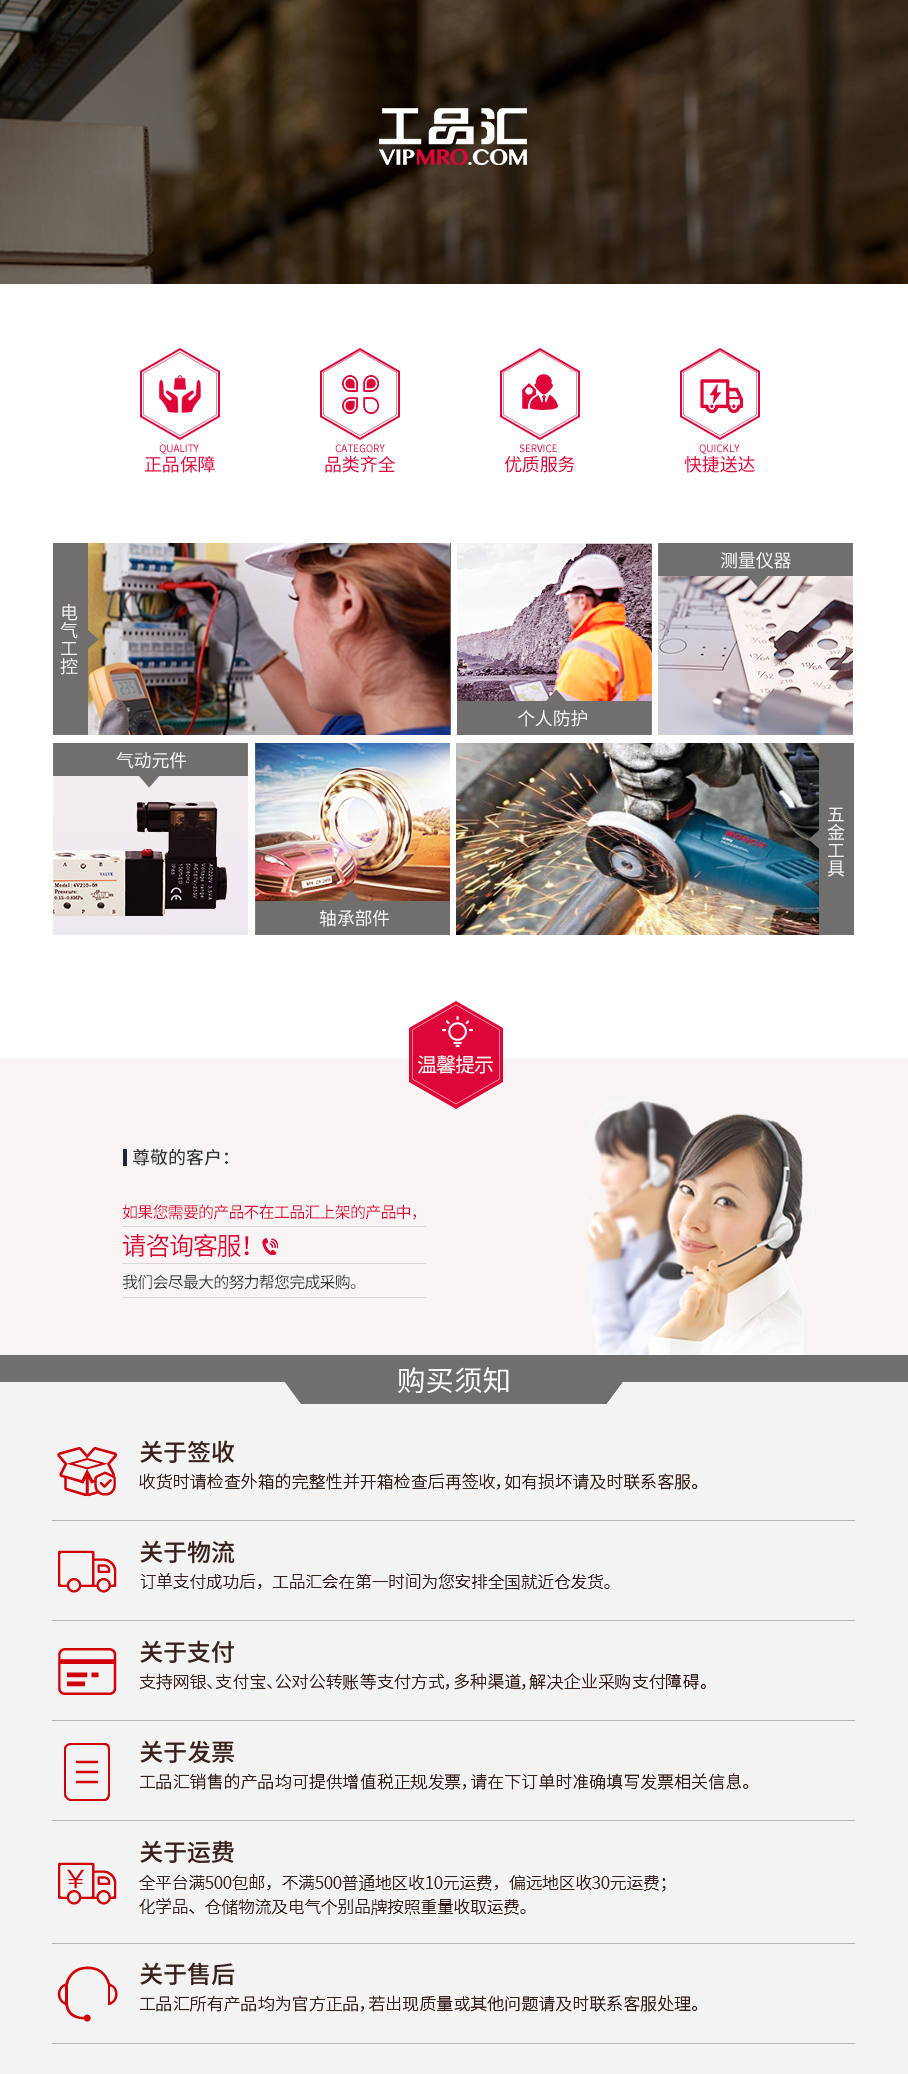 工品汇
VIPMRO.COM
QUALITY
正品保障
CATEGORY
品类齐全
SERVICE
优质服务
QUICKLY
快捷送达
电气工控
个人防护
测量仪器
气动元件
轴承部件
五金工具
VALVE
Model: 4V210-08
Pressure:
0.15-0.8MPa
BOSCH
温馨提示
尊敬的客户：
如果您需要的产品不在工品汇上架的产品中，
请咨询客服！
我们会尽最大的努力帮您完成采购。
购买须知
关于签收
收货时请检查外箱的完整性并开箱检查后再签收，如有损坏请及时联系客服。
关于物流
订单支付成功后，工品汇会在第一时间为您安排全国就近仓发货。
关于支付
支持网银、支付宝、公对公转账等支付方式，多种渠道，解决企业采购支付障碍。
关于发票
工品汇销售的产品均可提供增值税正规发票，请在下订单时准确填写发票相关信息。
关于运费
全平台满500包邮，不满500普通地区收10元运费，偏远地区收30元运费；
化学品、仓储物流及电气个别品牌按照重量收取运费。
关于售后
工品汇所有产品均为官方正品，若出现质量或其他问题请及时联系客服处理。